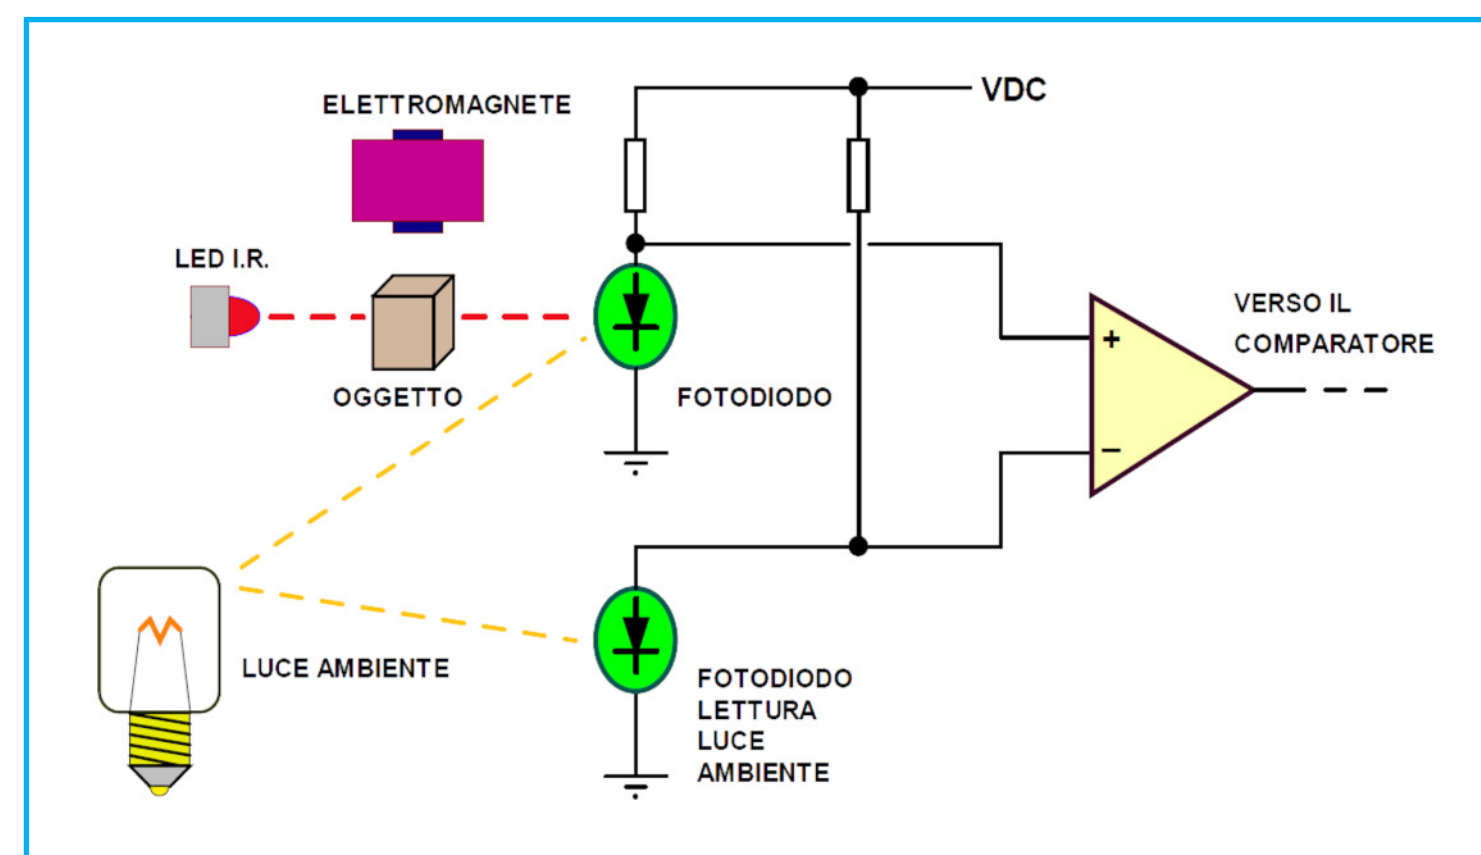 VDC
ELETTROMAGNETE
LED I.R.
VERSO IL
COMPARATORE
+
OGGETTO
FOTODIODO
–
LUCE AMBIENTE
FOTODIODO
LETTURA
LUCE
AMBIENTE